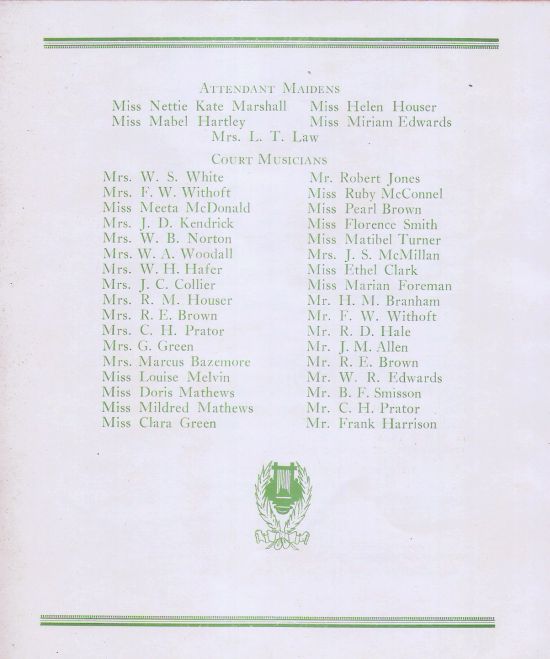 Attendant Maidens
Miss Nettie Kate Marshall Miss Helen Houser
Miss Mabel Hartley Miss Miriam Edwards
Mrs. L. T. Law
Court Musicians
Mrs. W. S. White
Mrs. F. W. Withoft
Miss Meeta McDonald
Mrs. J. D. Kendrick
Mrs. W. B. Norton
Mrs. W. A. Woodall
Mrs. W. H. Hafer
Mrs. J. C. Collier
Mrs. R. M. Houser
Mrs. R. E. Brown
Mrs. C. H. Prator
Mrs. G. Green
Mrs. Marcus Bazemore
Miss Louise Melvin
Miss Doris Mathews
Miss Mildred Mathews
Miss Clara Green
Mr. Robert Jones
Miss Ruby McConnel
Miss Pearl Brown
Miss Florence Smith
Miss Matibel Turner
Mrs. J. S. McMillan
Miss Ethel Clark
Miss Marian Foreman
Mr. H. M. Branham
Mr. F. W. Withoft
Mr. R. D. Hale
Mr. J. M. Allen
Mr. R. E. Brown
Mr. W. R. Edwards
Mr. B. F. Smisson
Mr. C. H. Prator
Mr. Frank Harrison